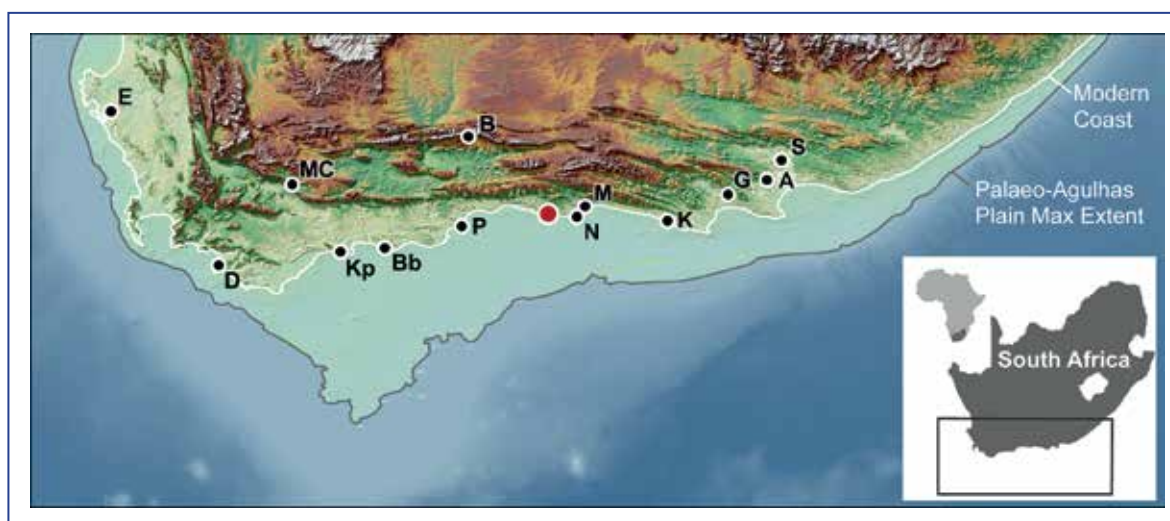 E
B
MC
S
A
G
M
N
K
P
Bb
Kp
D
Modern
Coast
Palaeo-Agulhas
Plain Max Extent
South Africa